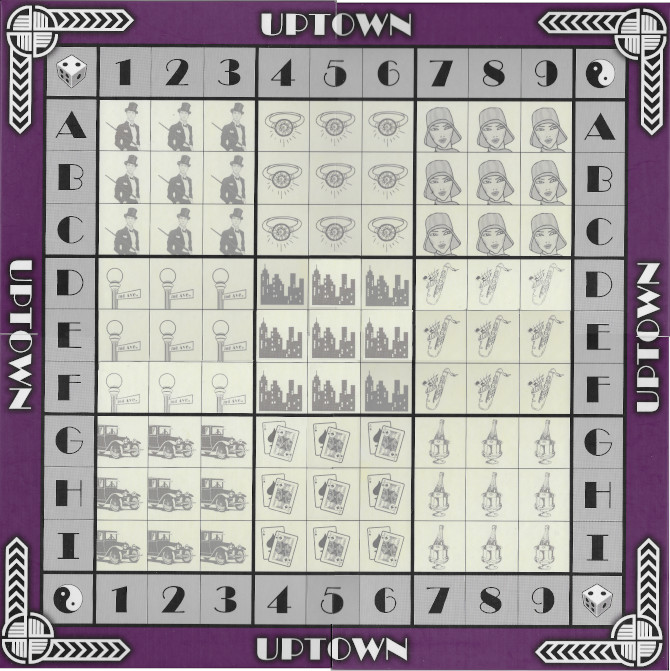 UPTOWN
1 2 3 4 5 6 7 8 9
A A
B B
C C
D D
E E
F F
G G
H H
I I
1 2 3 4 5 6 7 8 9
UPTOWN
UPTOWN
UPTOWN